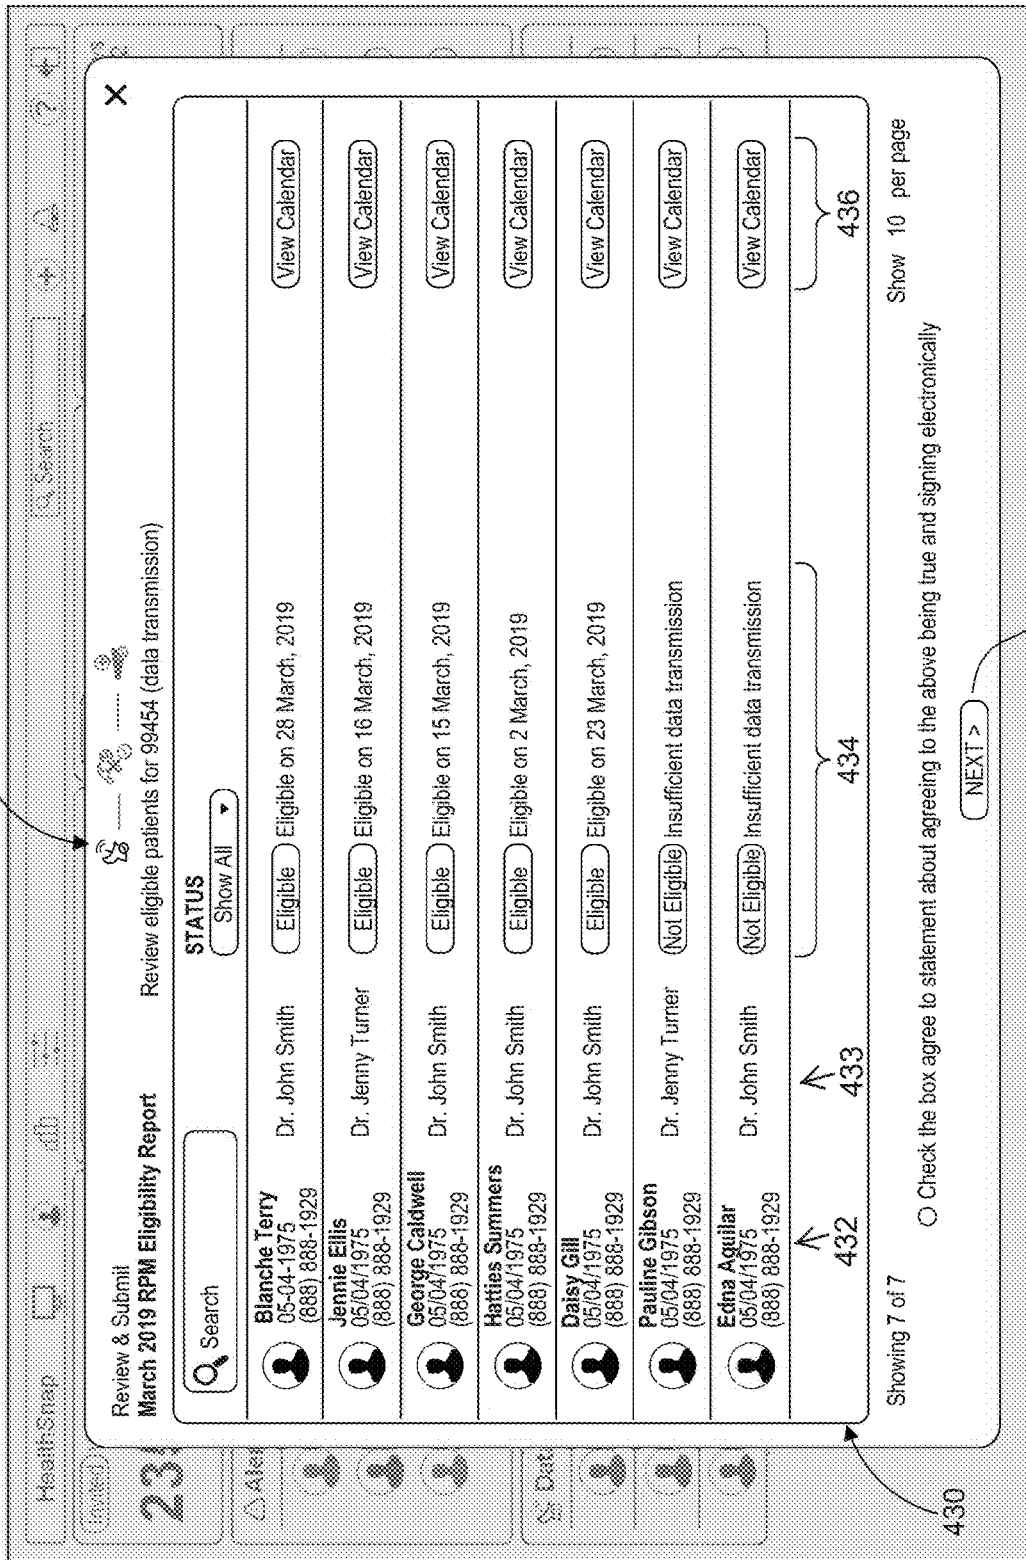 HealthSnap
Search
?
Invited
23
Aler
Dat
Review & Submit
March 2019 RPM Eligibility Report
Review eligible patients for 99454 (data transmission)
X
Search
STATUS
Show All
Blanche Terry
05-04-1975
(888) 888-1929
Dr. John Smith
Eligible
Eligible on 28 March, 2019
View Calendar
Jennie Ellis
05/04/1975
(888) 888-1929
Dr. Jenny Turner
Eligible
Eligible on 16 March, 2019
View Calendar
George Caldwell
05/04/1975
(888) 888-1929
Dr. John Smith
Eligible
Eligible on 15 March, 2019
View Calendar
Hatties Summers
05/04/1975
(888) 888-1929
Dr. John Smith
Eligible
Eligible on 2 March, 2019
View Calendar
Daisy Gill
05/04/1975
(888) 888-1929
Dr. John Smith
Eligible
Eligible on 23 March, 2019
View Calendar
Pauline Gibson
05/04/1975
(888) 888-1929
Dr. Jenny Turner
Not Eligible
Insufficient data transmission
View Calendar
Edna Aguilar
05/04/1975
(888) 888-1929
Dr. John Smith
Not Eligible
Insufficient data transmission
View Calendar
432
433
434
436
430
Showing 7 of 7
Show 10 per page
Check the box agree to statement about agreeing to the above being true and signing electronically
NEXT >